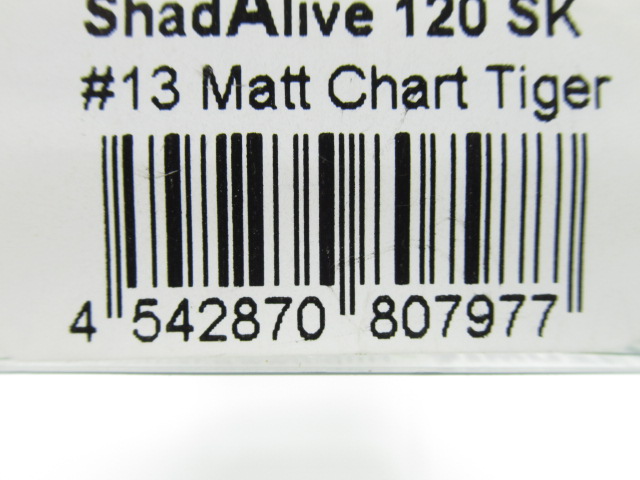 ShadAlive 120 SK
#13 Matt Chart Tiger
4 542870 807977